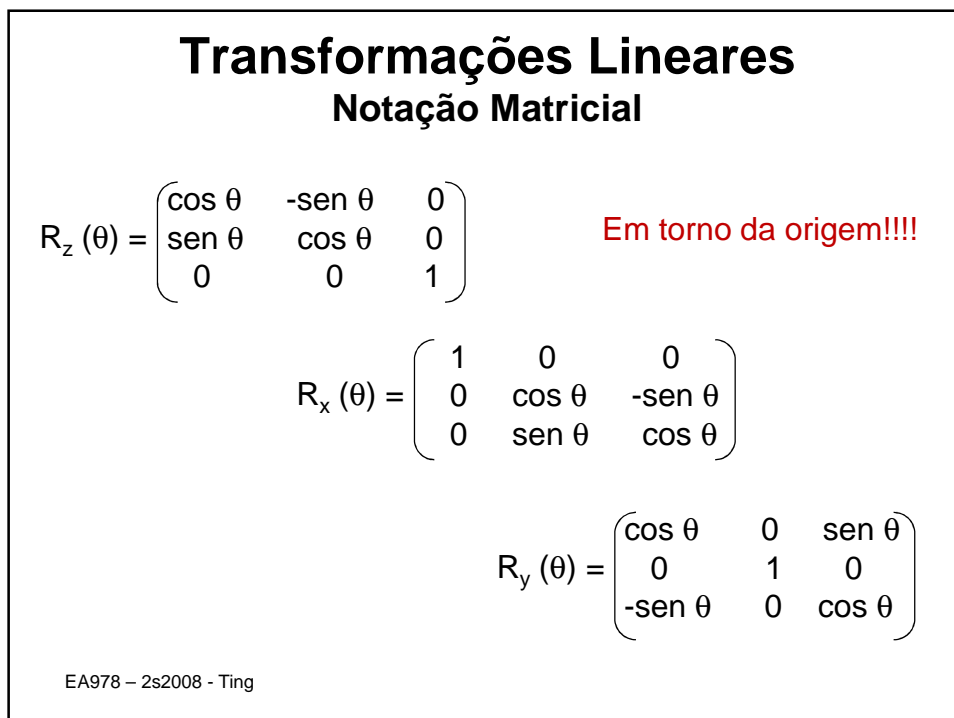 Transformações Lineares
Notação Matricial
cos θ -sen θ 0
R_z (θ) = sen θ cos θ 0
0 0 1
Em torno da origem!!!!
1 0 0
R_x (θ) = 0 cos θ -sen θ
0 sen θ cos θ
cos θ 0 sen θ
R_y (θ) = 0 1 0
-sen θ 0 cos θ
EA978 – 2s2008 - Ting